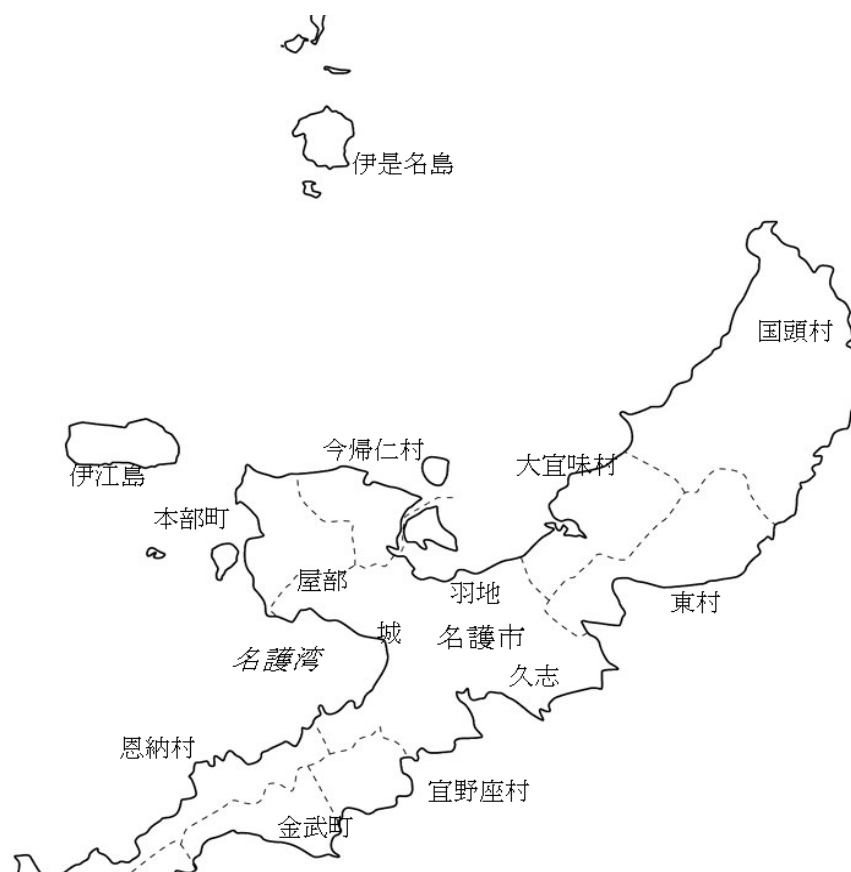 伊是名島
国頭村
今帰仁村
大宜味村
伊江島
本部町
屋部
羽地
東村
城
名護市
名護湾
久志
恩納村
宜野座村
金武町